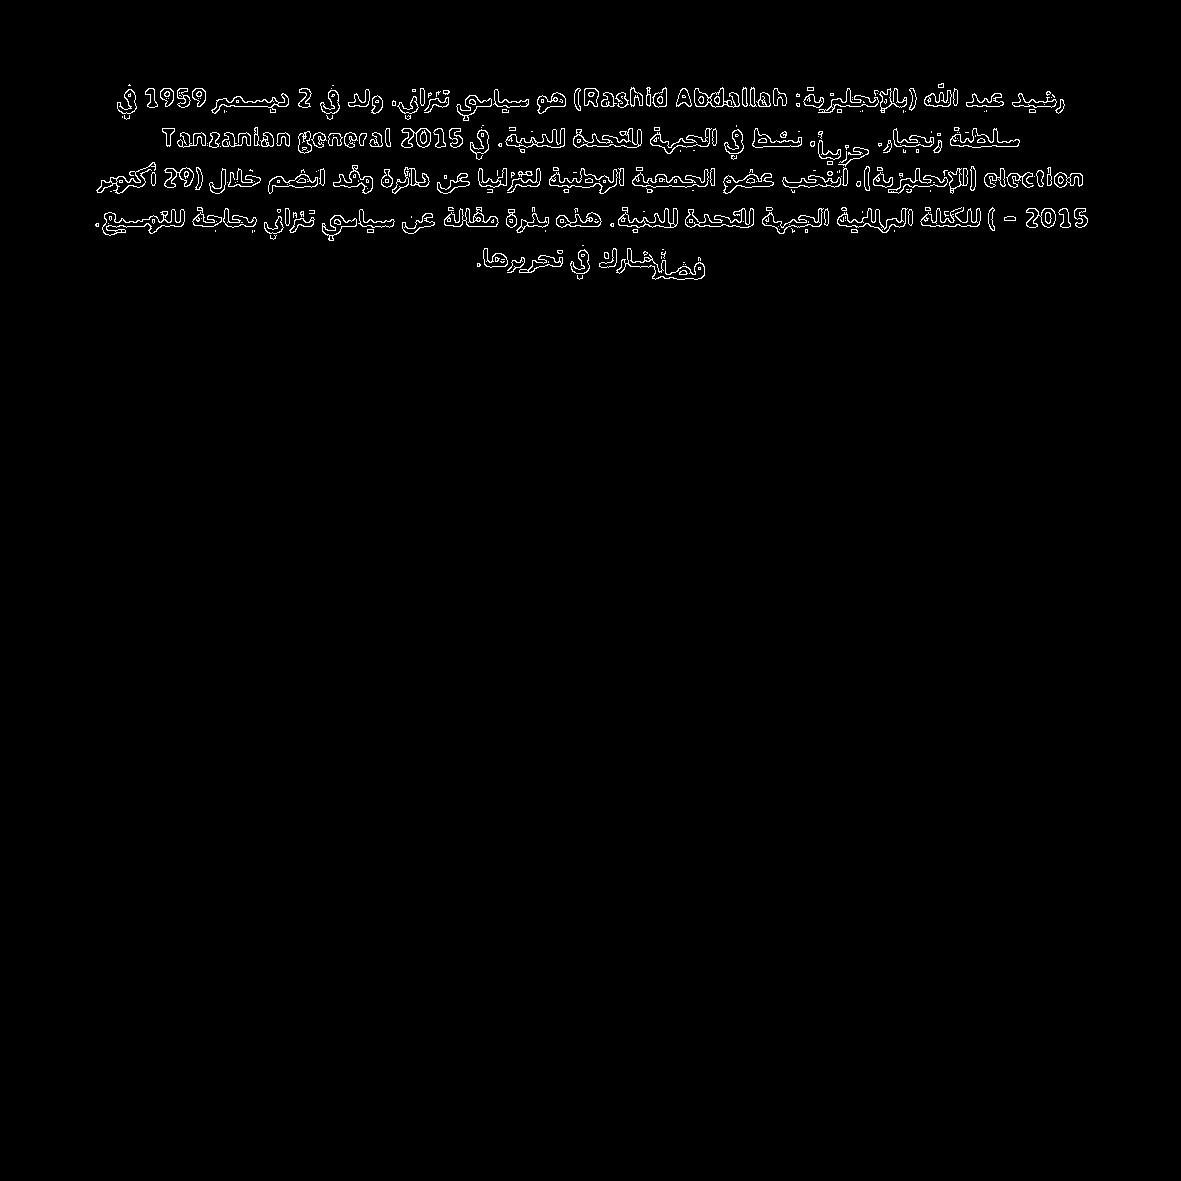 رشيد عبد الله (بالإنجليزية: Rashid Abdallah) هو سياسي تنزاني. ولد في 2 ديسمبر 1959 في
سلطنة زنجبار. حزبياً، نشط في الجبهة المتحدة المدنية. في Tanzanian general 2015
election (الإنجليزية). انتخب عضو الجمعية الوطنية لتنزانيا عن دائرة وقد انضم خلال (29 أكتوبر
2015 – ) للكتلة البرلمانية الجبهة المتحدة المدنية. هذه بذرة مقالة عن سياسي تنزاني بحاجة للتوسيع.
فضلًا شارك في تحريرها.